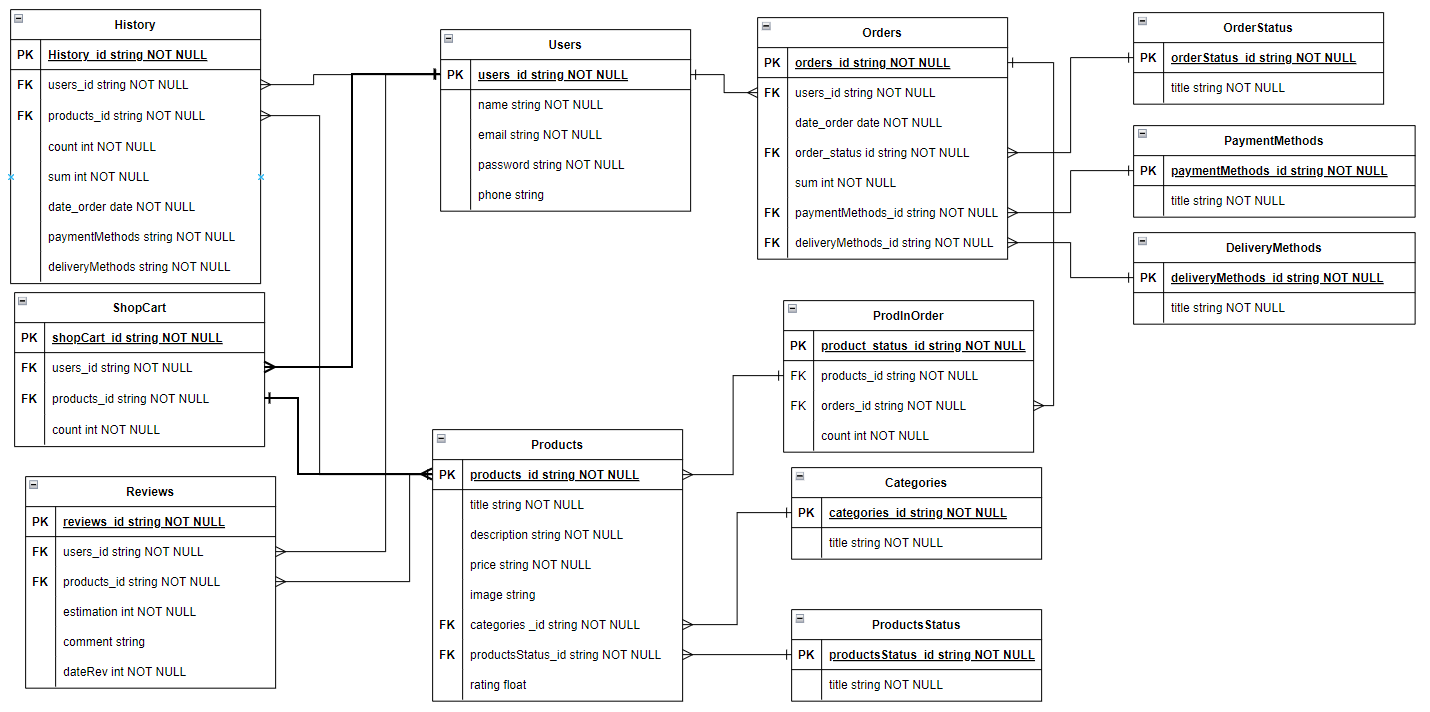 History
PK History_id string NOT NULL
FK users_id string NOT NULL
FK products_id string NOT NULL
count int NOT NULL
sum int NOT NULL
date_order date NOT NULL
paymentMethods string NOT NULL
deliveryMethods string NOT NULL
ShopCart
PK shopCart_id string NOT NULL
FK users_id string NOT NULL
FK products_id string NOT NULL
count int NOT NULL
Reviews
PK reviews_id string NOT NULL
FK users_id string NOT NULL
FK products_id string NOT NULL
estimation int NOT NULL
comment string
dateRev int NOT NULL
Users
PK users_id string NOT NULL
name string NOT NULL
email string NOT NULL
password string NOT NULL
phone string
Products
PK products_id string NOT NULL
title string NOT NULL
description string NOT NULL
price string NOT NULL
image string
FK categories _id string NOT NULL
FK productsStatus_id string NOT NULL
rating float
Orders
PK orders_id string NOT NULL
FK users_id string NOT NULL
date_order date NOT NULL
FK order_status id string NOT NULL
sum int NOT NULL
FK paymentMethods_id string NOT NULL
FK deliveryMethods_id string NOT NULL
ProdInOrder
PK product_status_id string NOT NULL
FK products_id string NOT NULL
FK orders_id string NOT NULL
count int NOT NULL
Categories
PK categories_id string NOT NULL
title string NOT NULL
ProductsStatus
PK productsStatus_id string NOT NULL
title string NOT NULL
OrderStatus
PK orderStatus_id string NOT NULL
title string NOT NULL
PaymentMethods
PK paymentMethods_id string NOT NULL
title string NOT NULL
DeliveryMethods
PK deliveryMethods_id string NOT NULL
title string NOT NULL